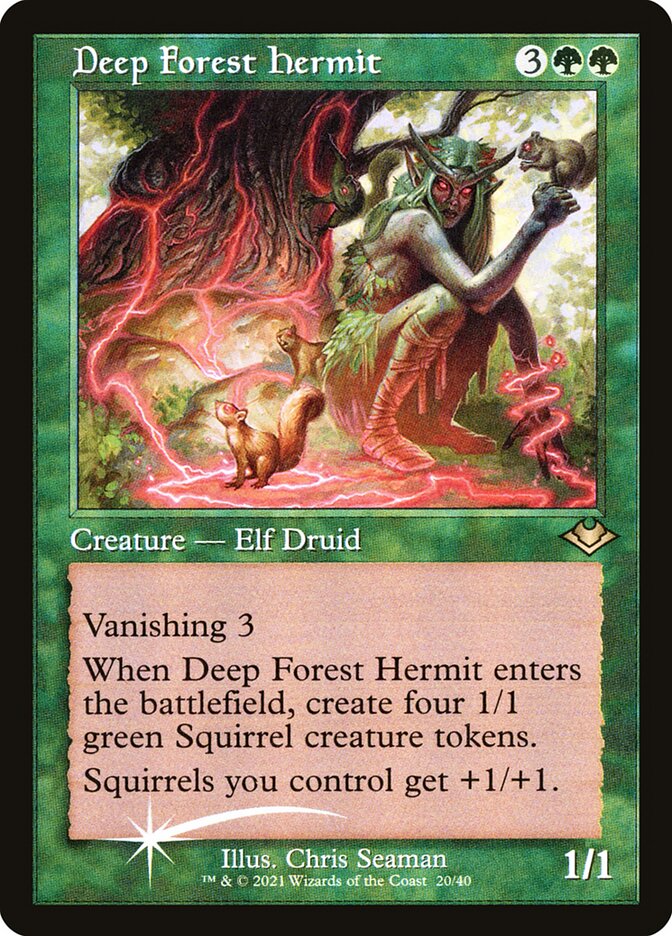 Deep Forest Hermit 3
Creature — Elf Druid
Vanishing 3
When Deep Forest Hermit enters
the battlefield, create four 1/1
green Squirrel creature tokens.
Squirrels you control get +1/+1.
Illus. Chris Seaman
1/1
™ & © 2021 Wizards of the Coast 20/40